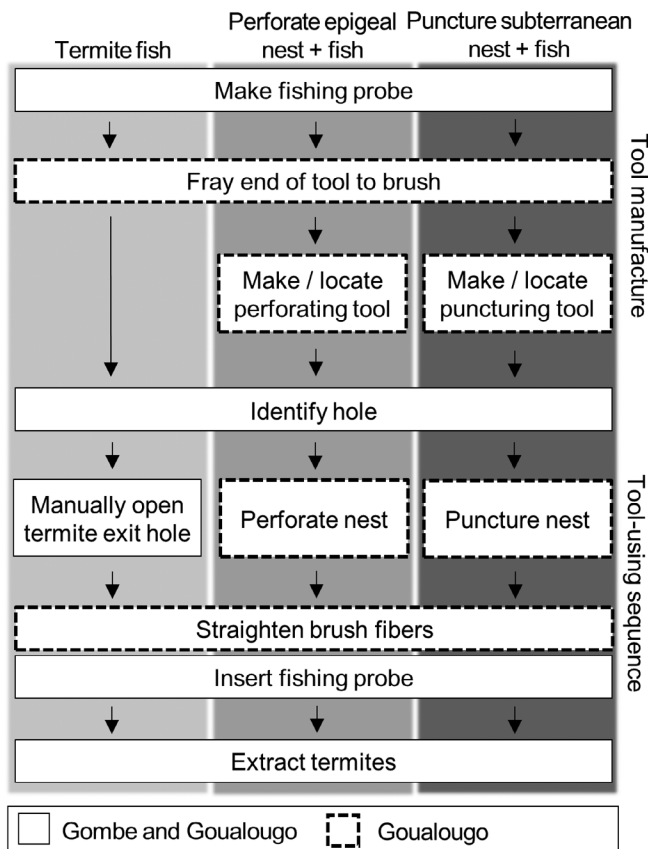 Termite fish
Perforate epigeal
nest + fish
Puncture subterranean
nest + fish
Make fishing probe
Fray end of tool to brush
Make / locate
perforating tool
Make / locate
puncturing tool
Tool manufacture
Identify hole
Manually open
termite exit hole
Perforate nest
Puncture nest
Straighten brush fibers
Insert fishing probe
Extract termites
Tool-using sequence
Gombe and Goualougo
Goualougo